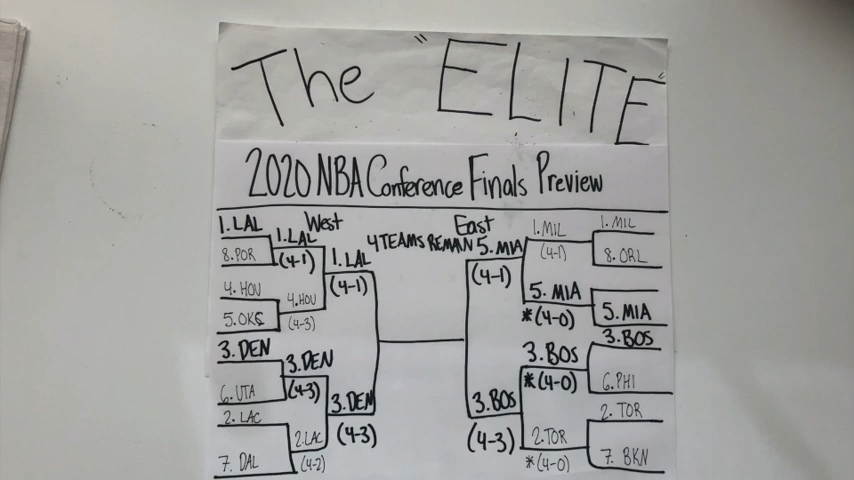 The "ELITE"
2020 NBA Conference Finals Preview
West
East
4 TEAMS REMAIN
1. LAL
8. POR
4. HOU
5. OKC
3. DEN
6. UTA
2. LAC
7. DAL
1. LAL
(4-1)
4. HOU
(4-3)
3. DEN
(4-3)
2. LAC
(4-2)
1. LAL
(4-1)
3. DEN
(4-3)
5. MIA
(4-1)
3. BOS
(4-3)
1. MIL
(4-1)
5. MIA
*(4-0)
3. BOS
*(4-0)
2. TOR
*(4-0)
1. MIL
8. ORL
5. MIA
3. BOS
6. PHI
2. TOR
7. BKN